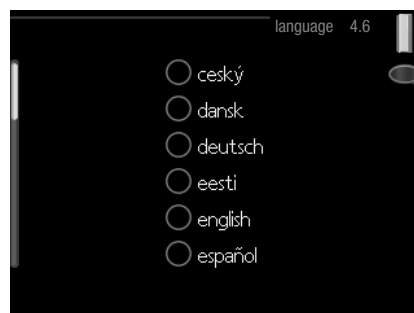 language 4.6
ceský
dansk
deutsch
eesti
english
español